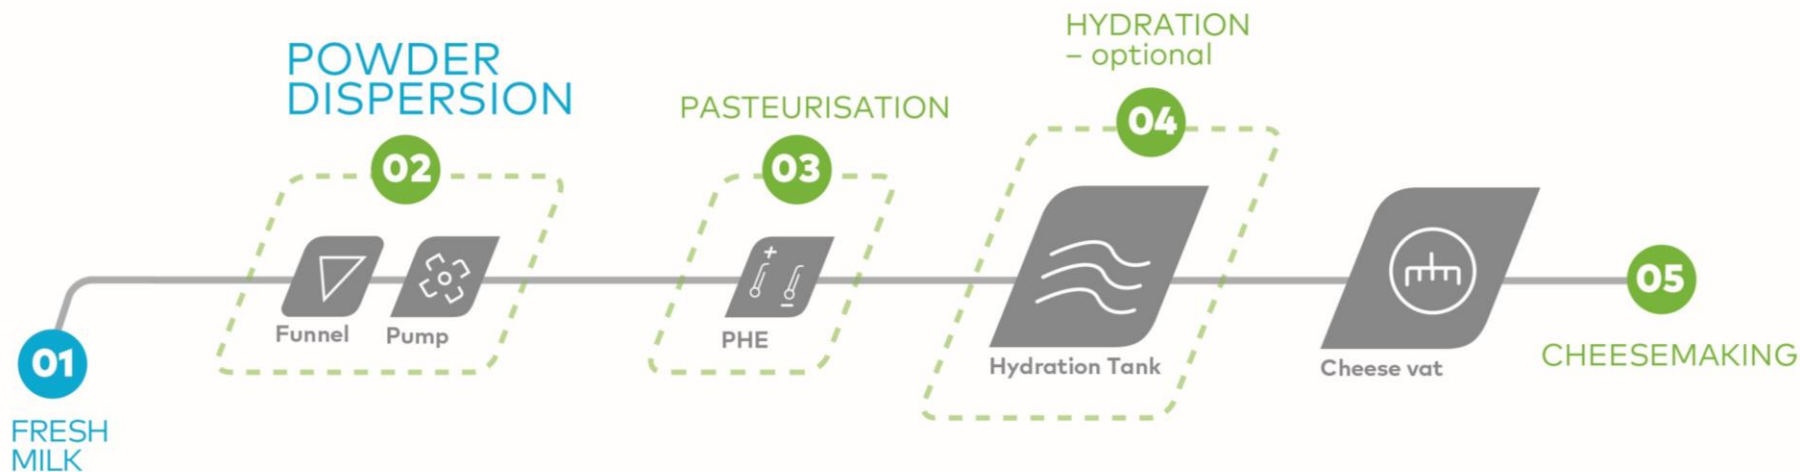 01
FRESH
MILK
POWDER
DISPERSION
02
Funnel
Pump
PASTEURISATION
03
PHE
HYDRATION
– optional
04
Hydration Tank
Cheese vat
05
CHEESEMAKING